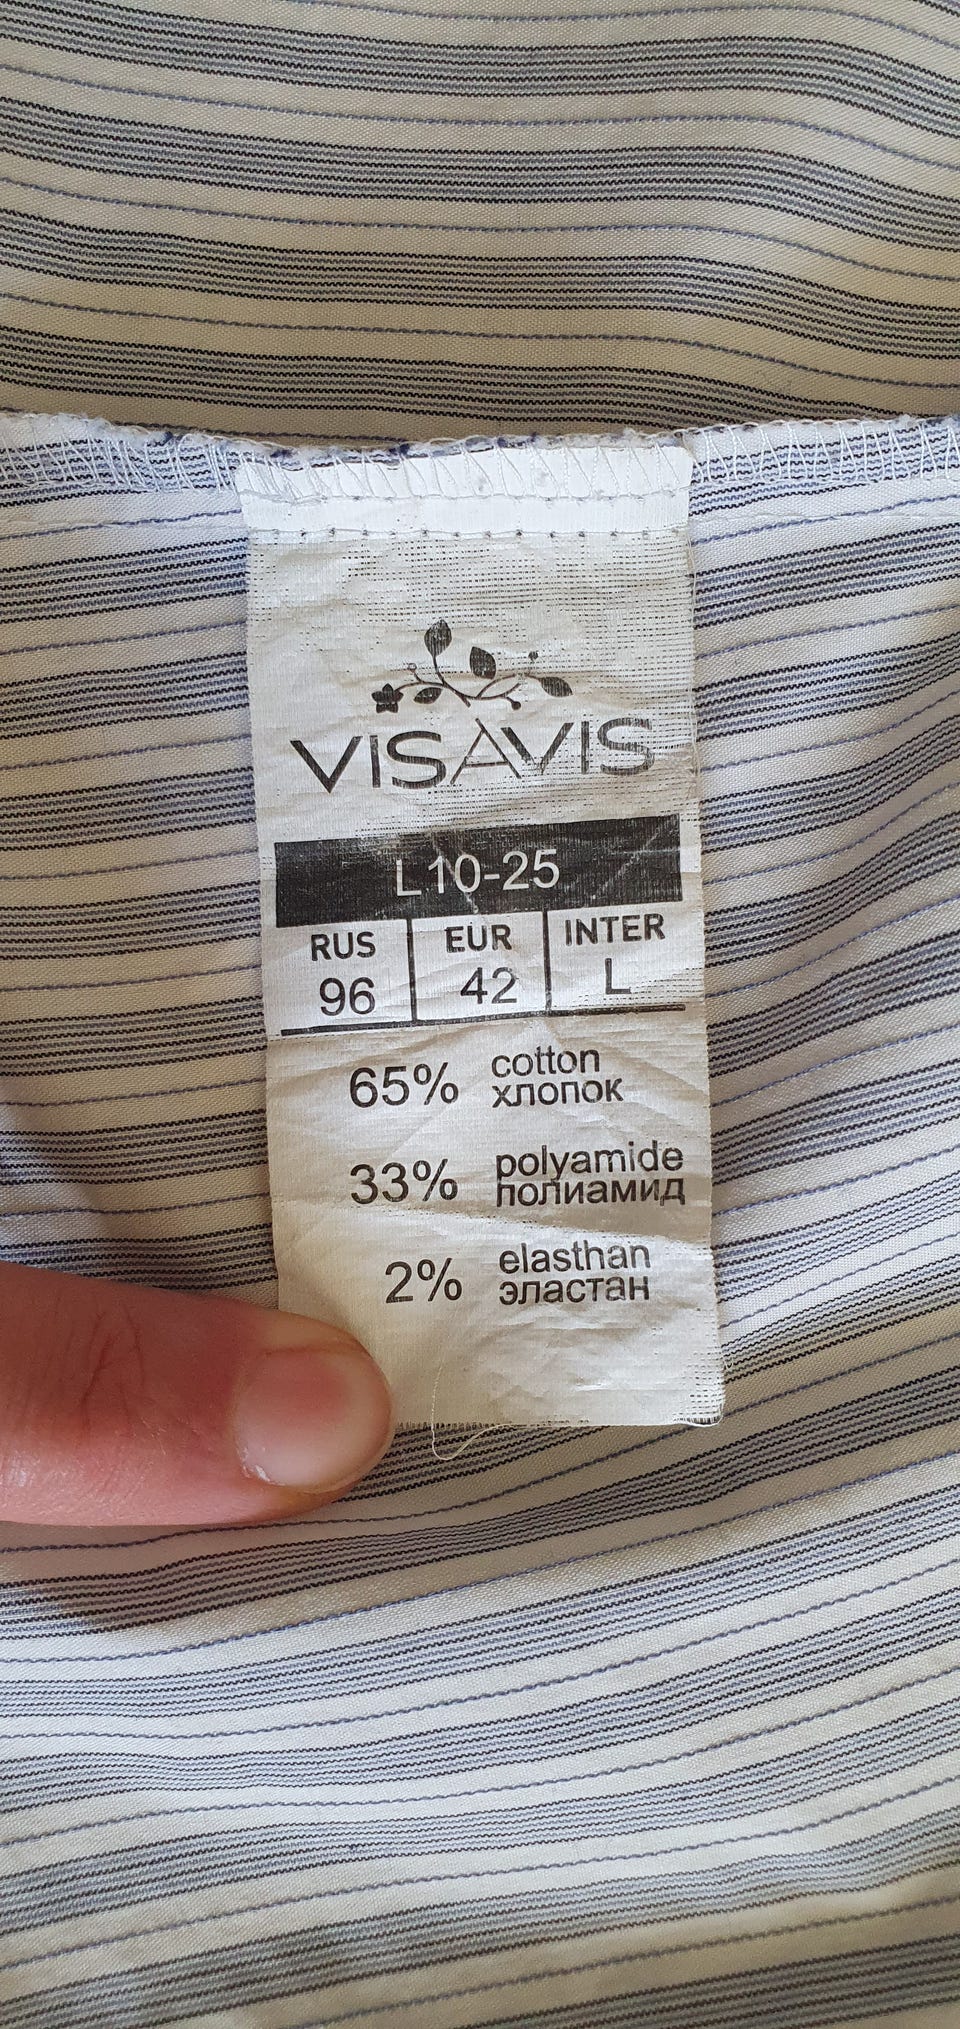 VISAVIS
L10-25
RUS EUR INTER
96 42 L
65% cotton
хлопок
33% polyamide
полиамид
2% elasthan
эластан